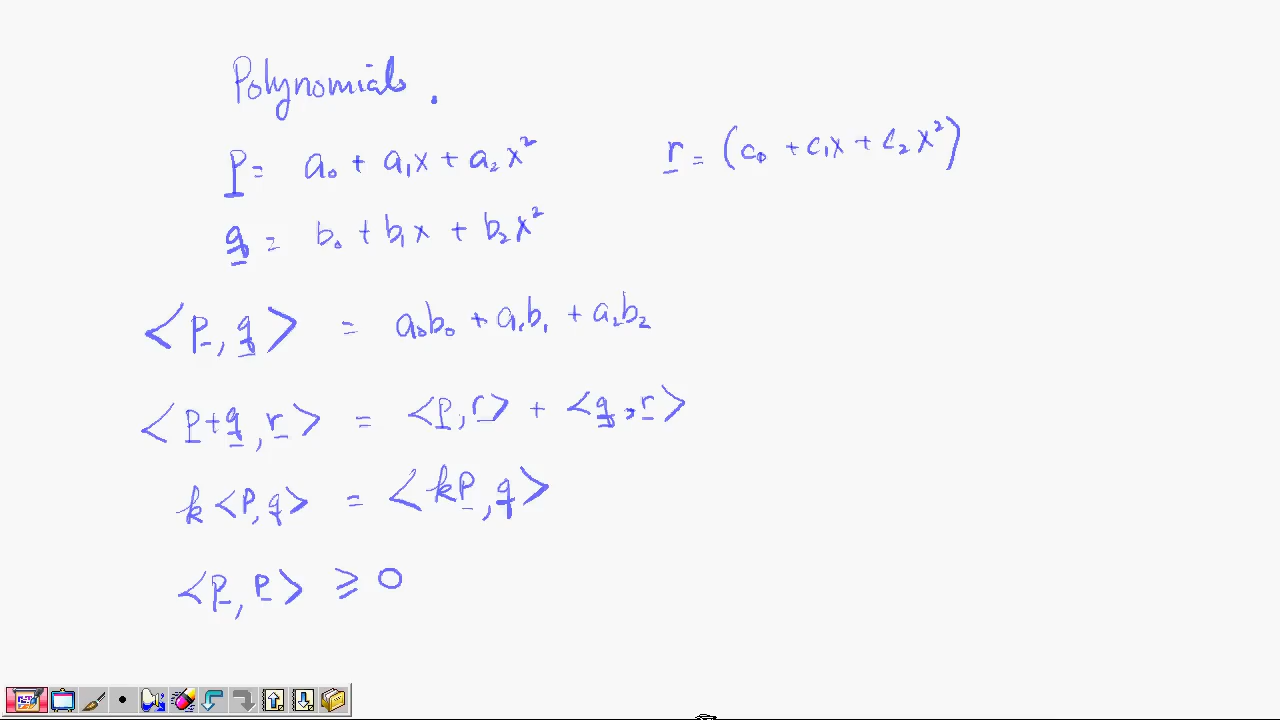 Polynomials.
p = a₀ + a₁x + a₂x²
r = (c₀ + c₁x + c₂x²)
q = b₀ + b₁x + b₂x²
<p, q> = a₀b₀ + a₁b₁ + a₂b₂
<p+q, r> = <p, r> + <q, r>
k<p, q> = <kp, q>
<p, p> ≥ 0